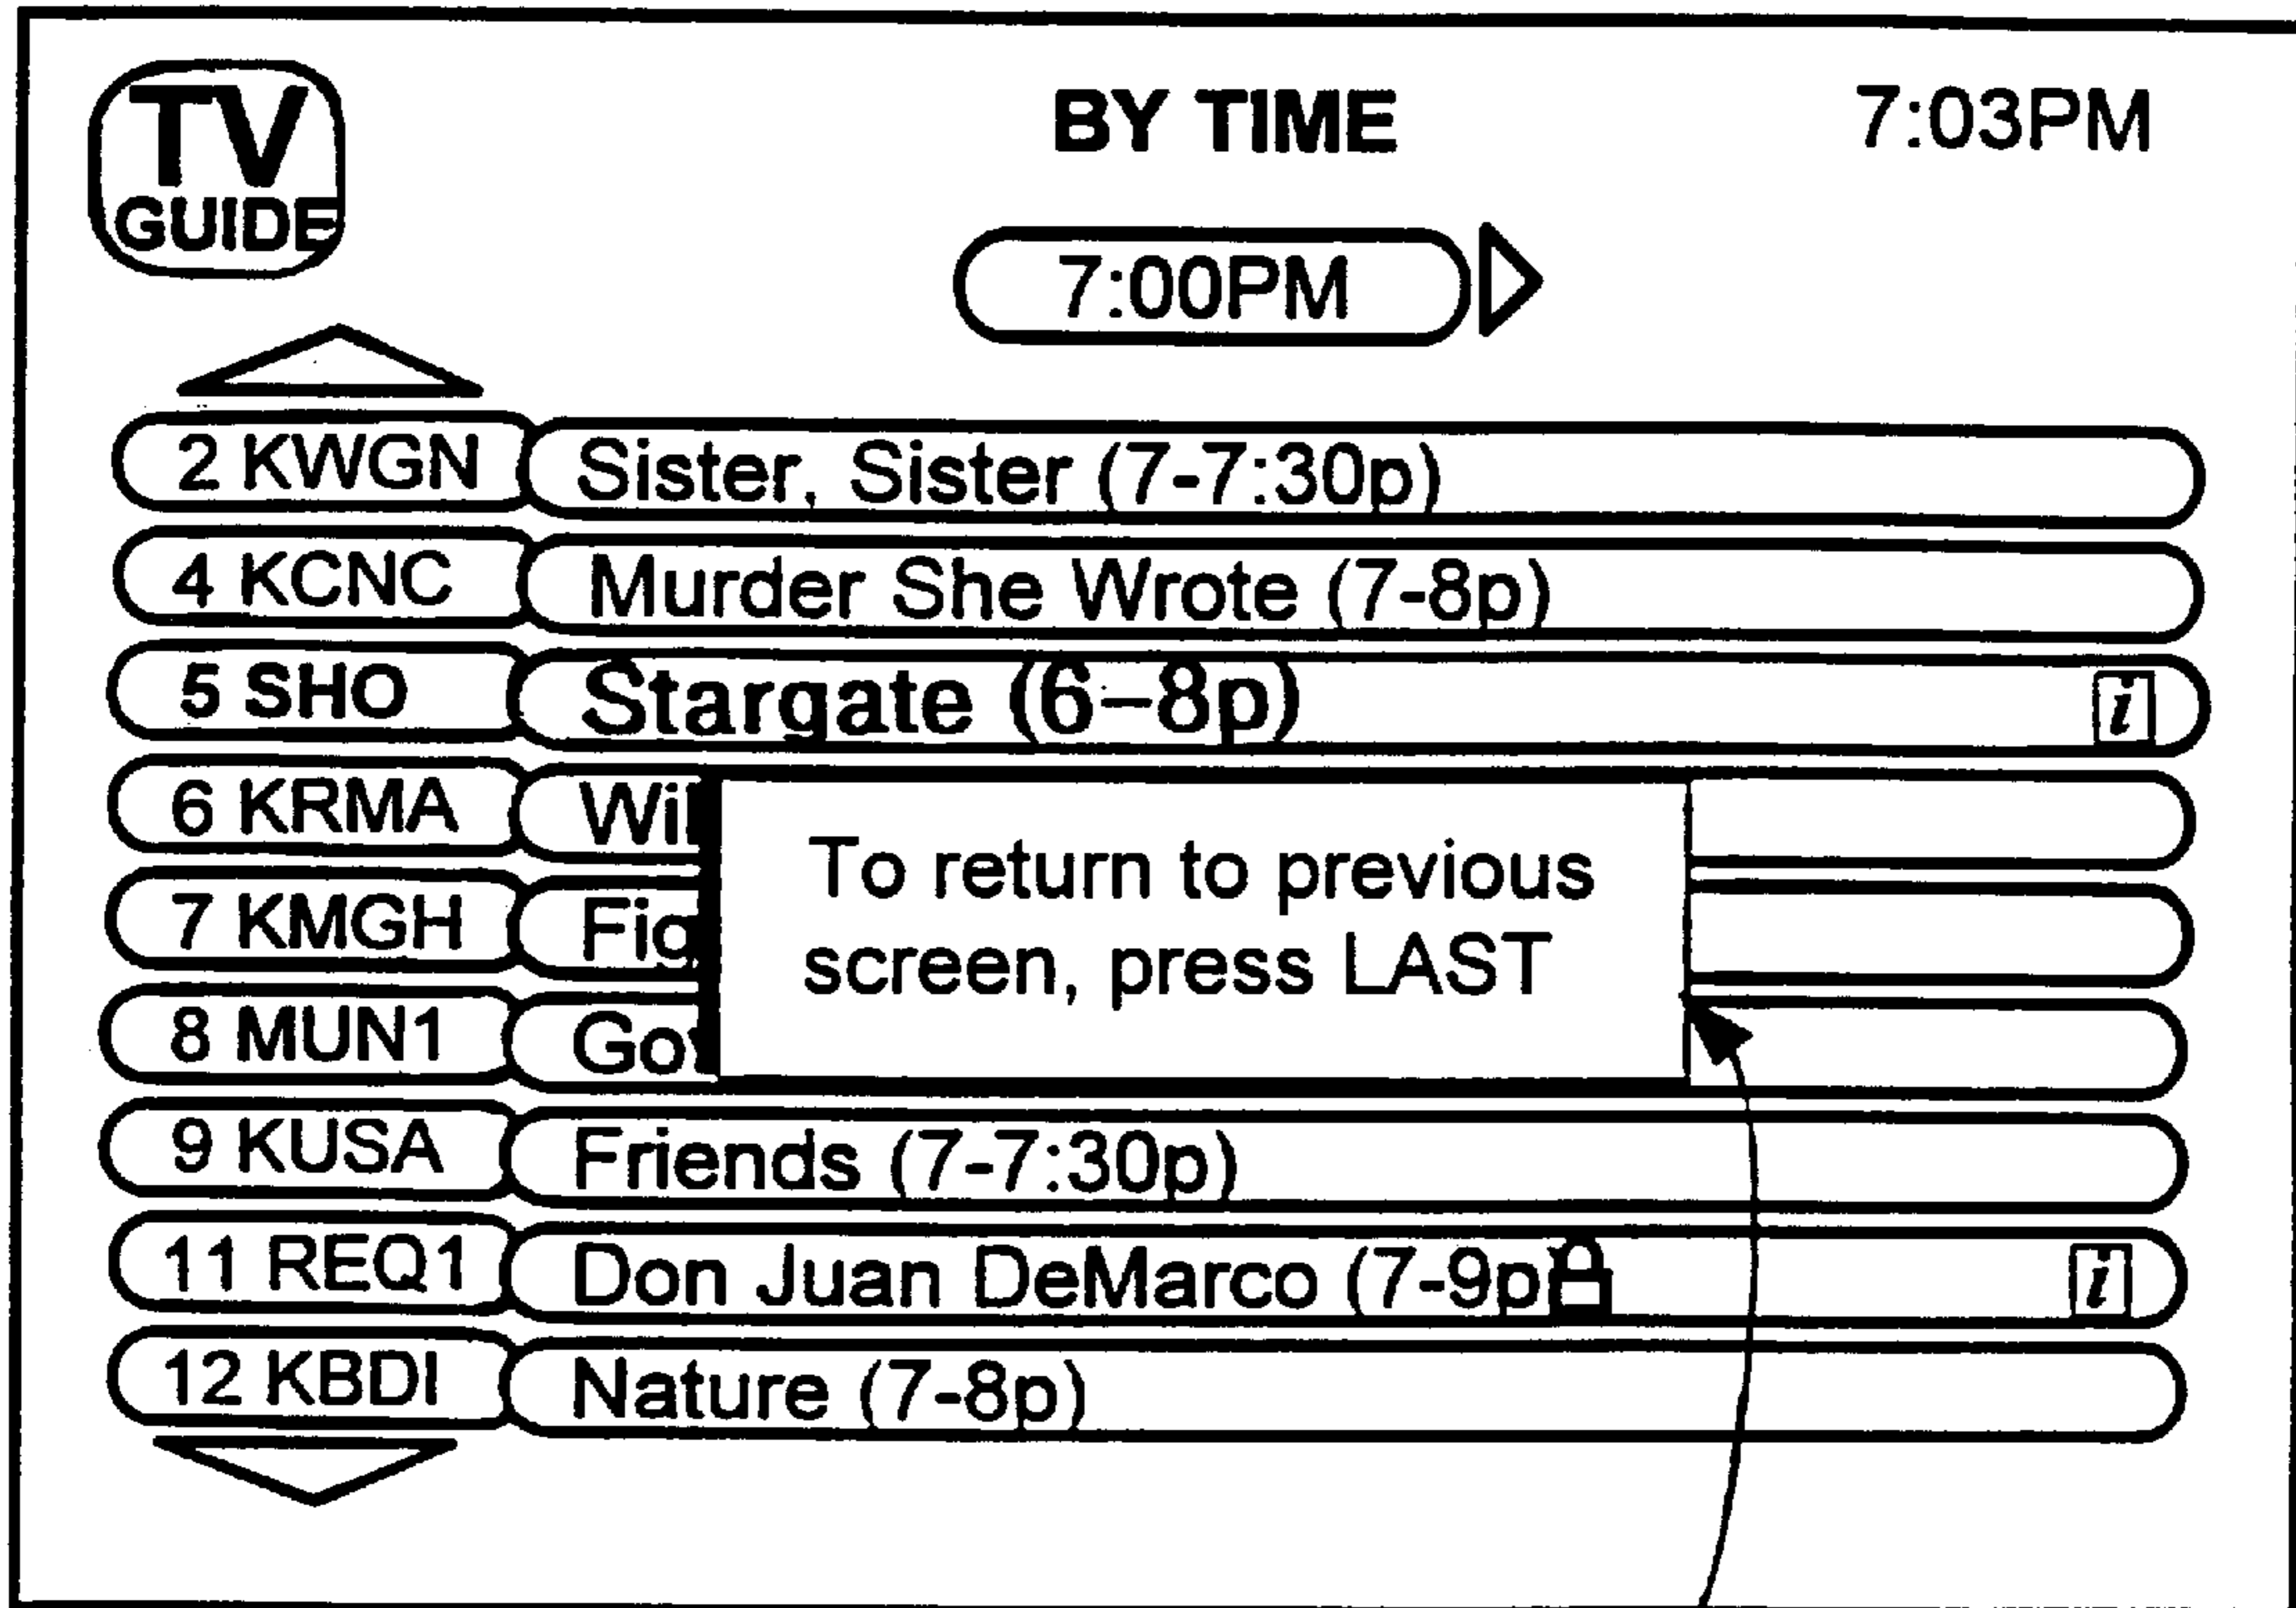 TV
GUIDE
BY TIME
7:03PM
7:00PM
2 KWGN Sister, Sister (7-7:30p)
4 KCNC Murder She Wrote (7-8p)
5 SHO Stargate (6-8p) i
6 KRMA
7 KMGH
8 MUN1
To return to previous
screen, press LAST
9 KUSA Friends (7-7:30p)
11 REQ1 Don Juan DeMarco (7-9p i
12 KBDI Nature (7-8p)